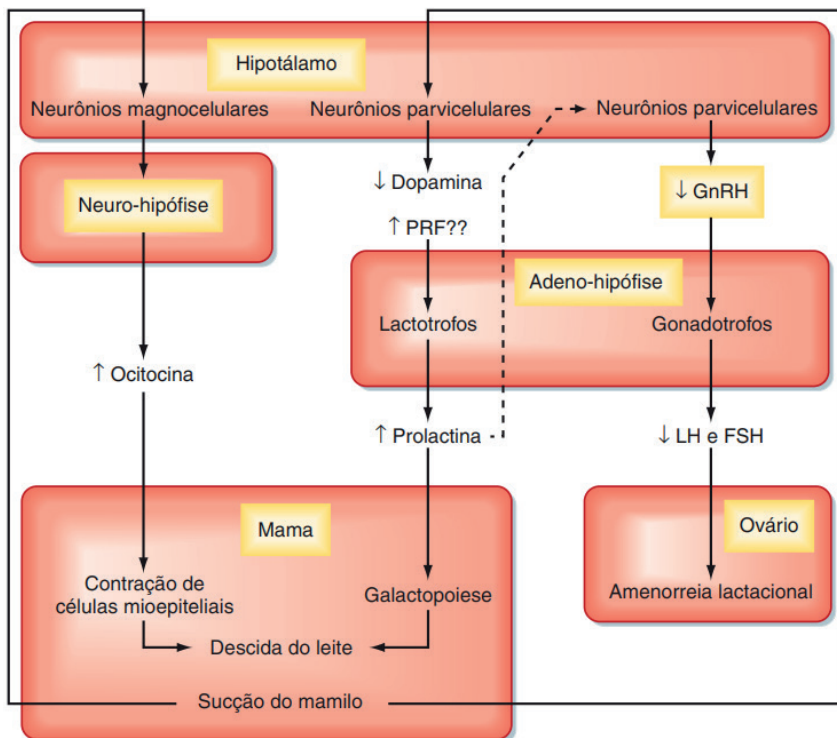 Hipotálamo
Neurônios magnocelulares
Neurônios parvicelulares
Neurônios parvicelulares
Neuro-hipófise
↓ Dopamina
↑ PRF??
↓ GnRH
Adeno-hipófise
Lactotrofos
Gonadotrofos
↑ Ocitocina
↑ Prolactina
↓ LH e FSH
Mama
Ovário
Contração de
células mioepiteliais
Galactopoiese
Amenorreia lactacional
Descida do leite
Sucção do mamilo